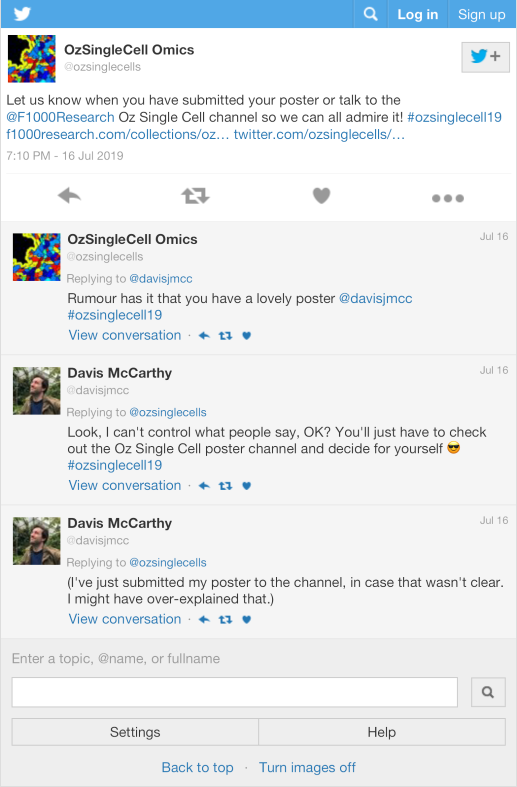 Log in
Sign up
OzSingleCell Omics
@ozsinglecells
+
Let us know when you have submitted your poster or talk to the
@F1000Research Oz Single Cell channel so we can all admire it! #ozsinglecell19
f1000research.com/collections/oz… twitter.com/ozsinglecells/…
7:10 PM - 16 Jul 2019
OzSingleCell Omics
Jul 16
@ozsinglecells
Replying to @davisjmcc
Rumour has it that you have a lovely poster @davisjmcc
#ozsinglecell19
View conversation ·
Davis McCarthy
Jul 16
@davisjmcc
Replying to @ozsinglecells
Look, I can't control what people say, OK? You'll just have to check
out the Oz Single Cell poster channel and decide for yourself 😎
#ozsinglecell19
View conversation ·
Davis McCarthy
Jul 16
@davisjmcc
Replying to @ozsinglecells
(I've just submitted my poster to the channel, in case that wasn't clear.
I might have over-explained that.)
View conversation ·
Enter a topic, @name, or fullname
Settings
Help
Back to top · Turn images off